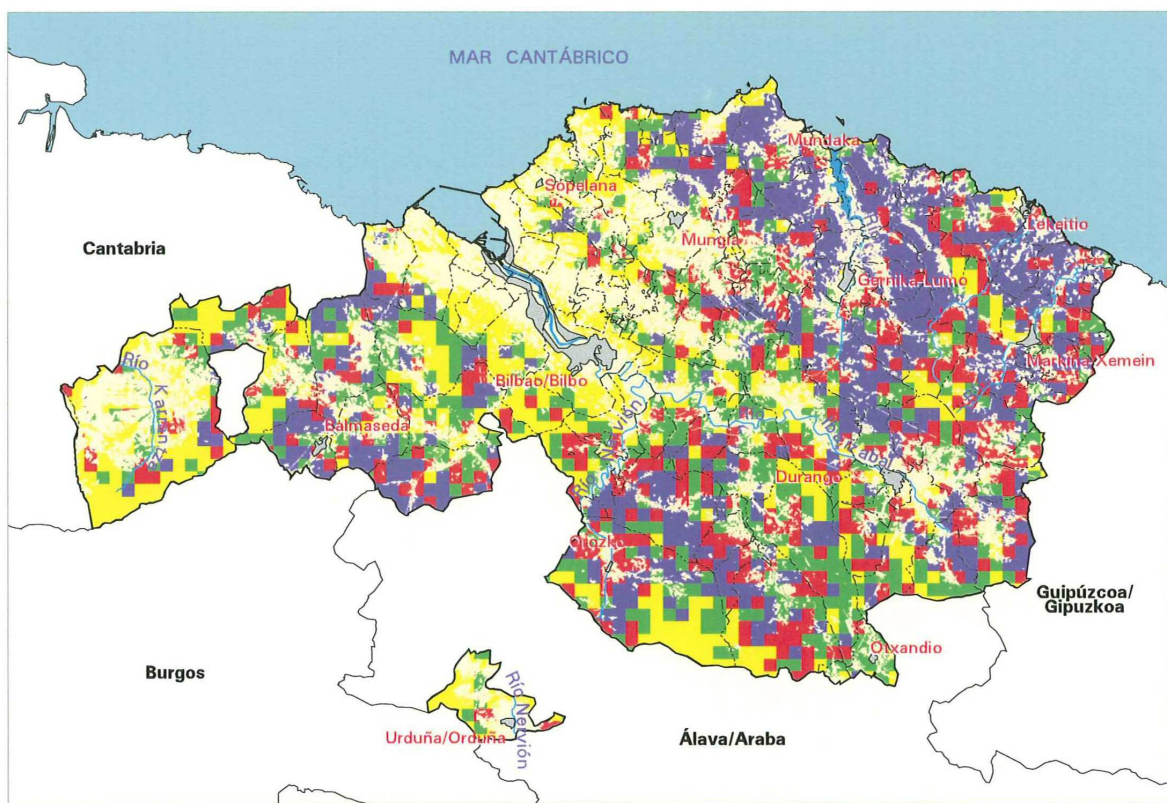 MAR CANTÁBRICO
Mundaka
Sopelana
Lekeitio
Mungia
Cantabria
Gernika-Lumo
Markina-Xemein
Río Karrantza
Bilbao/Bilbo
Balmaseda
Río Nervión
Durango
Orozko
Guipúzcoa/
Gipuzkoa
Otxandio
Burgos
Río Nervión
Urduña/Orduña
Álava/Araba